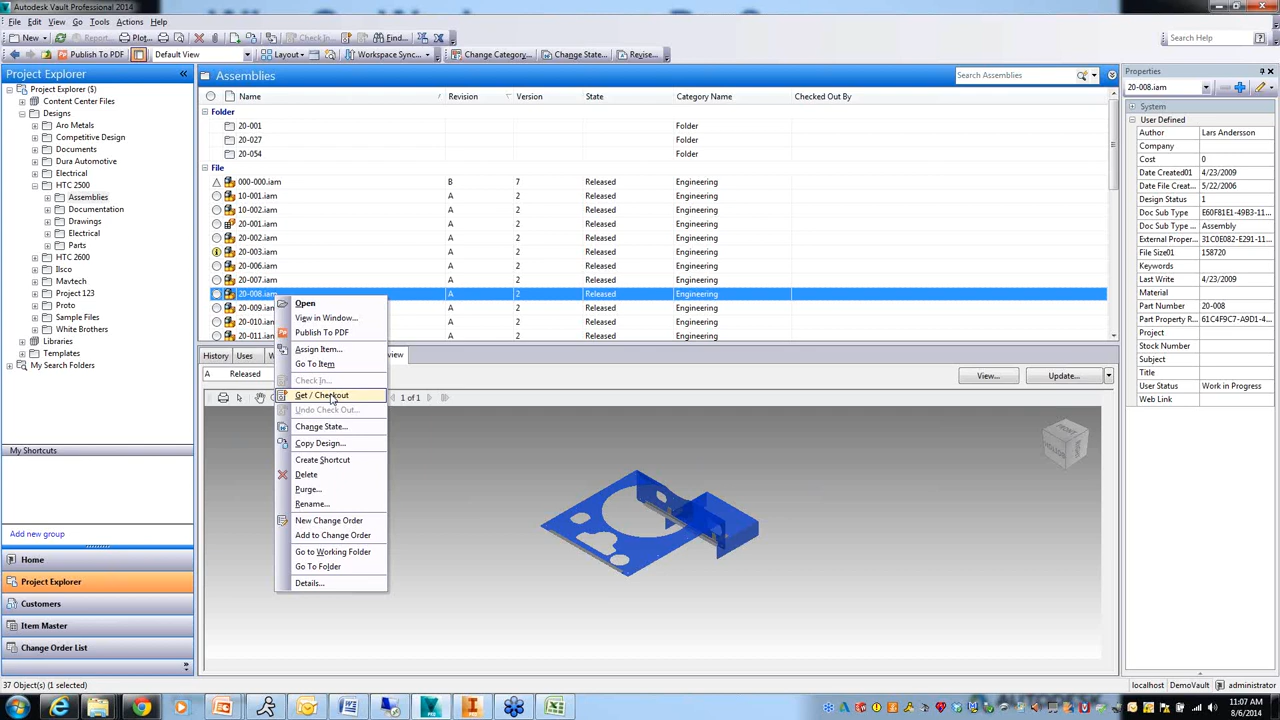 Autodesk Vault Professional 2014
File Edit View Go Tools Actions Help
New Report... Plot... Check In... Find...
Search Help
Publish To PDF Default View Layout Workspace Sync... Change Category... Change State... Revise...
Project Explorer
Project Explorer ($)
Content Center Files
Designs
Aro Metals
Competitive Design
Documents
Dura Automotive
Electrical
HTC 2500
Assemblies
Documentation
Drawings
Electrical
Parts
HTC 2600
Ilsco
Mavtech
Project 123
Proto
Sample Files
White Brothers
Libraries
Templates
My Search Folders
My Shortcuts
Add new group
Home
Project Explorer
Customers
Item Master
Change Order List
Assemblies
Search Assemblies
Name Revision Version State Category Name Checked Out By
Folder
20-001 Folder
20-027 Folder
20-054 Folder
File
000-000.iam B 7 Released Engineering
10-001.iam A 2 Released Engineering
10-002.iam A 2 Released Engineering
20-001.iam A 2 Released Engineering
20-002.iam A 2 Released Engineering
20-003.iam A 2 Released Engineering
20-006.iam A 2 Released Engineering
20-007.iam A 2 Released Engineering
20-008.iam A 2 Released Engineering
20-009.iam A 2 Released Engineering
20-010.iam A 2 Released Engineering
20-011.iam A 2 Released Engineering
Open
View in Window...
Publish To PDF
Assign Item...
Go To Item
Check In...
Get / Checkout
Undo Check Out...
Change State...
Copy Design...
Create Shortcut
Delete
Purge...
Rename...
New Change Order
Add to Change Order
Go to Working Folder
Go To Folder
Details...
History Uses W view
A Released View... Update...
1 of 1
Properties
20-008.iam
System
User Defined
Author Lars Andersson
Company
Cost 0
Date Created01 4/23/2009
Date File Creat... 5/22/2006
Design Status 1
Doc Sub Type E60F81E1-49B3-11...
Doc Sub Type ... Assembly
External Proper... 31C0E082-E291-11...
File Size01 158720
Keywords
Last Write 4/23/2009
Material
Part Number 20-008
Part Property R... 61C4F9C7-A9D1-4...
Project
Stock Number
Subject
Title
User Status Work in Progress
Web Link
37 Object(s) (1 selected)
localhost DemoVault administrator
11:07 AM
8/6/2014